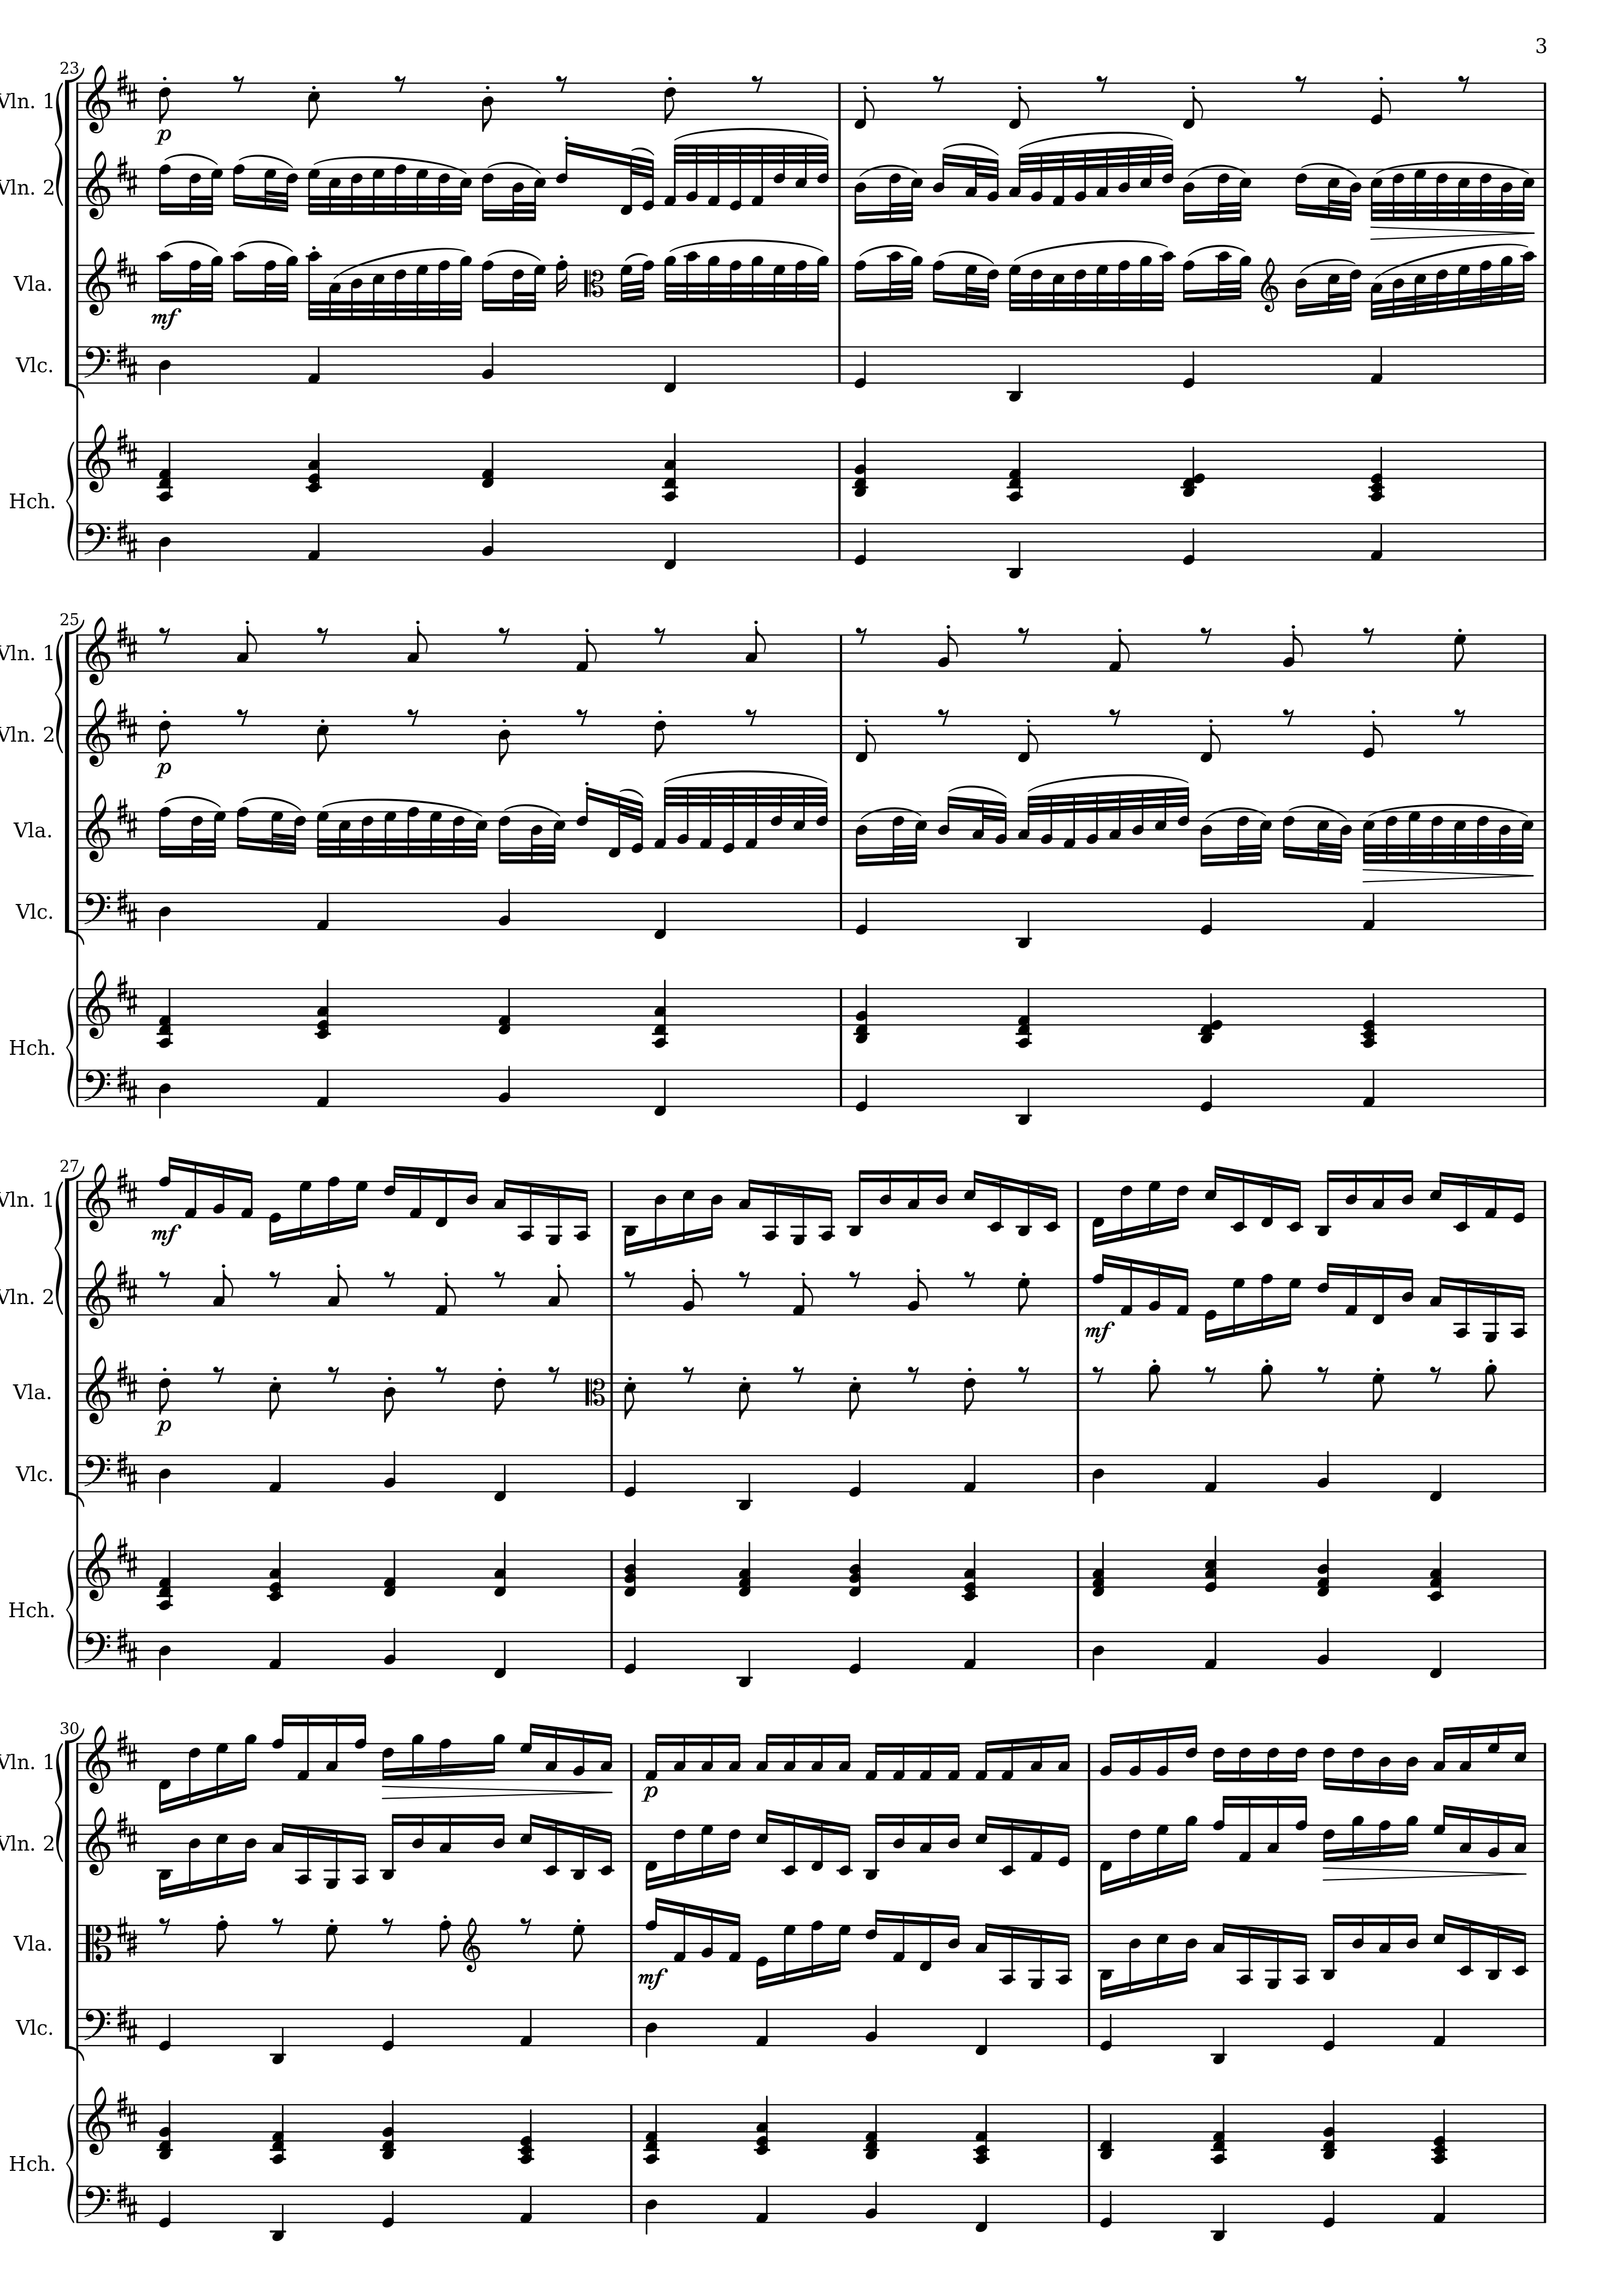 3
23
Vln. 1
p
Vln. 2
Vla.
mf
Vlc.
Hch.
25
Vln. 1
Vln. 2
p
Vla.
Vlc.
Hch.
27
Vln. 1
mf
Vln. 2
mf
Vla.
p
Vlc.
Hch.
30
Vln. 1
p
Vln. 2
Vla.
mf
Vlc.
Hch.